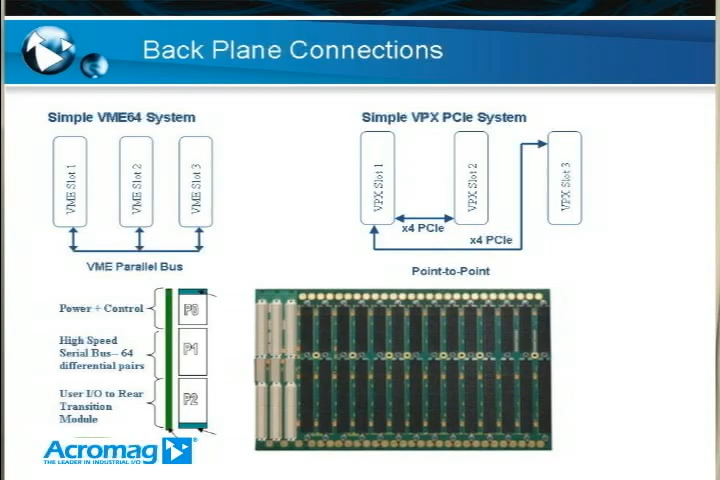 Back Plane Connections
Simple VME64 System
Simple VPX PCIe System
VME Slot 1
VME Slot 2
VME Slot 3
VPX Slot 1
VPX Slot 2
VPX Slot 3
x4 PCIe
x4 PCIe
VME Parallel Bus
Point-to-Point
Power + Control
P0
High Speed
Serial Bus– 64
differential pairs
P1
User I/O to Rear
Transition
Module
P2
Acromag
THE LEADER IN INDUSTRIAL I/O